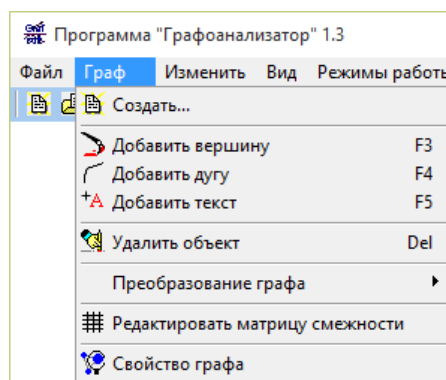 Программа "Графоанализатор" 1.3
Файл Граф Изменить Вид Режимы работы
Создать...
Добавить вершину F3
Добавить дугу F4
Добавить текст F5
Удалить объект Del
Преобразование графа
Редактировать матрицу смежности
Свойство графа